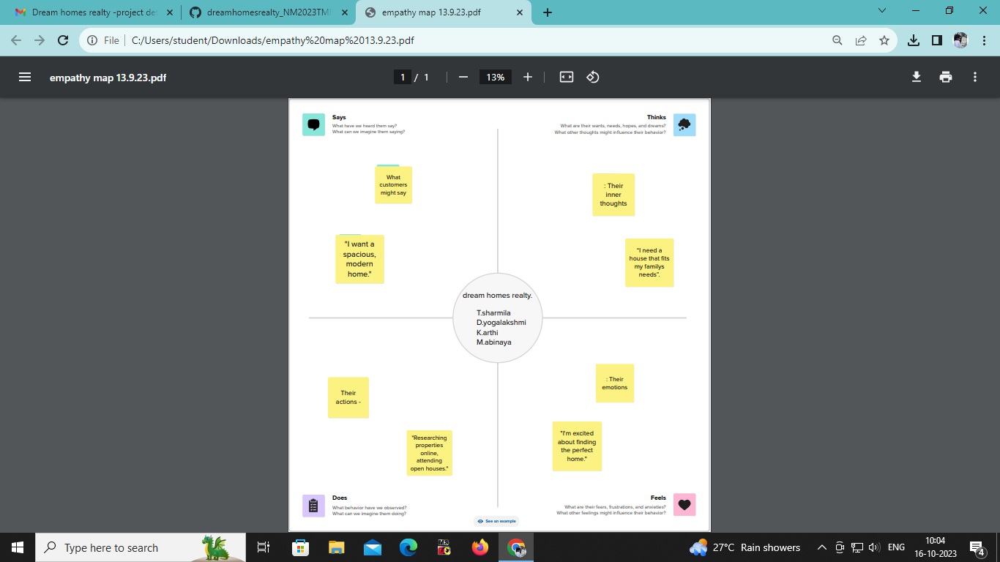 Dream homes realty -project det
dreamhomesrealty_NM2023TMI
empathy map 13.9.23.pdf
File
C:/Users/student/Downloads/empathy%20map%2013.9.23.pdf
empathy map 13.9.23.pdf
1 / 1
13%
Says
What have we heard them say?
What can we imagine them saying?
Thinks
What are their wants, needs, hopes, and dreams?
What other thoughts might influence their behavior?
What
customers
might say
: Their
inner
thoughts
"I want a
spacious,
modern
home."
"I need a
house that fits
my familys
needs".
dream homes realty.
T.sharmila
D.yogalakshmi
K.arthi
M.abinaya
Their
actions -
: Their
emotions
"Researching
properties
online,
attending
open houses."
"I'm excited
about finding
the perfect
home."
Does
What behavior have we observed?
What can we imagine them doing?
Feels
What are their fears, frustrations, and anxieties?
What other feelings might influence their behavior?
See an example
Type here to search
27°C Rain showers
ENG
10:04
16-10-2023
4